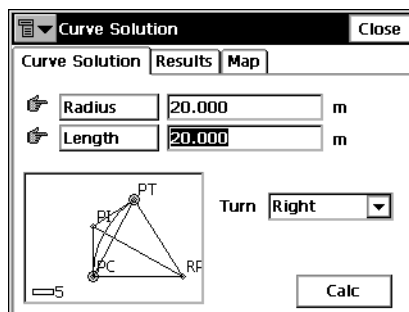 Curve Solution Close
Curve Solution Results Map
Radius 20.000 m
Length 20.000 m
PT
PI
Turn Right
PC RP
5
Calc